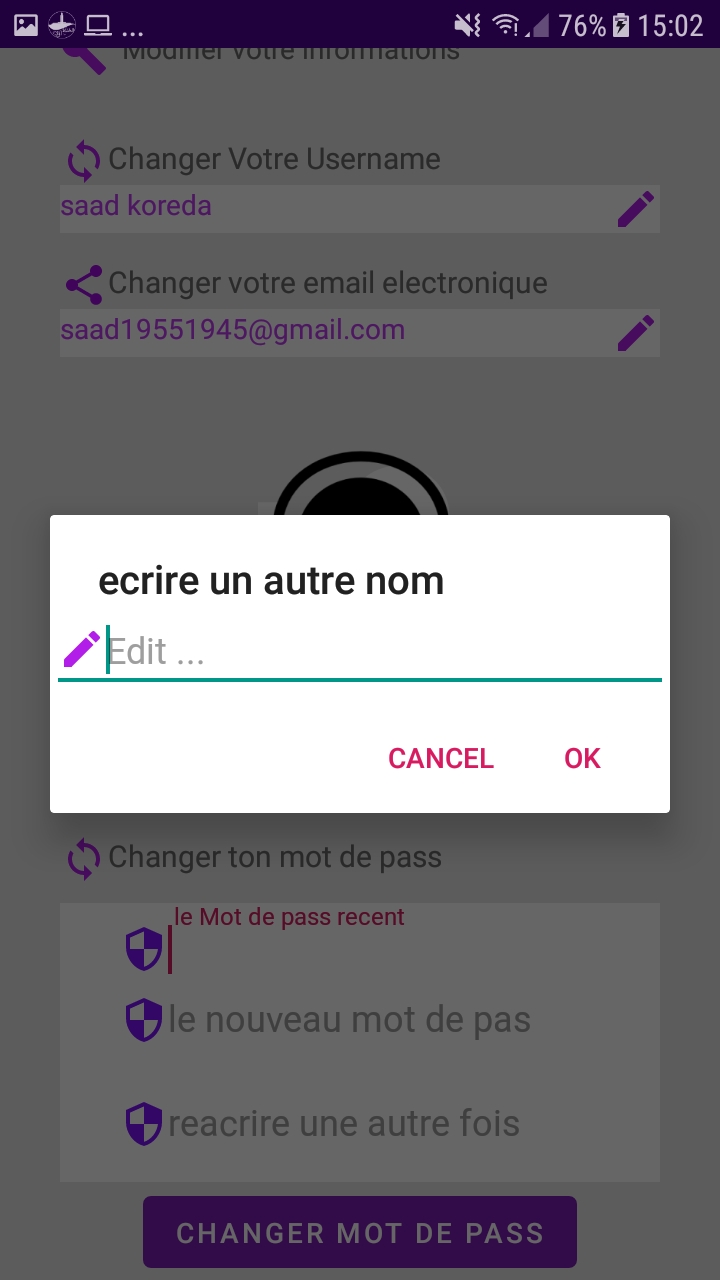 ... 76% 15:02
Modifier votre informations
Changer Votre Username
saad koreda
Changer votre email electronique
saad19551945@gmail.com
ecrire un autre nom
Edit ...
CANCEL OK
Changer ton mot de pass
le Mot de pass recent
le nouveau mot de pas
reacrire une autre fois
CHANGER MOT DE PASS